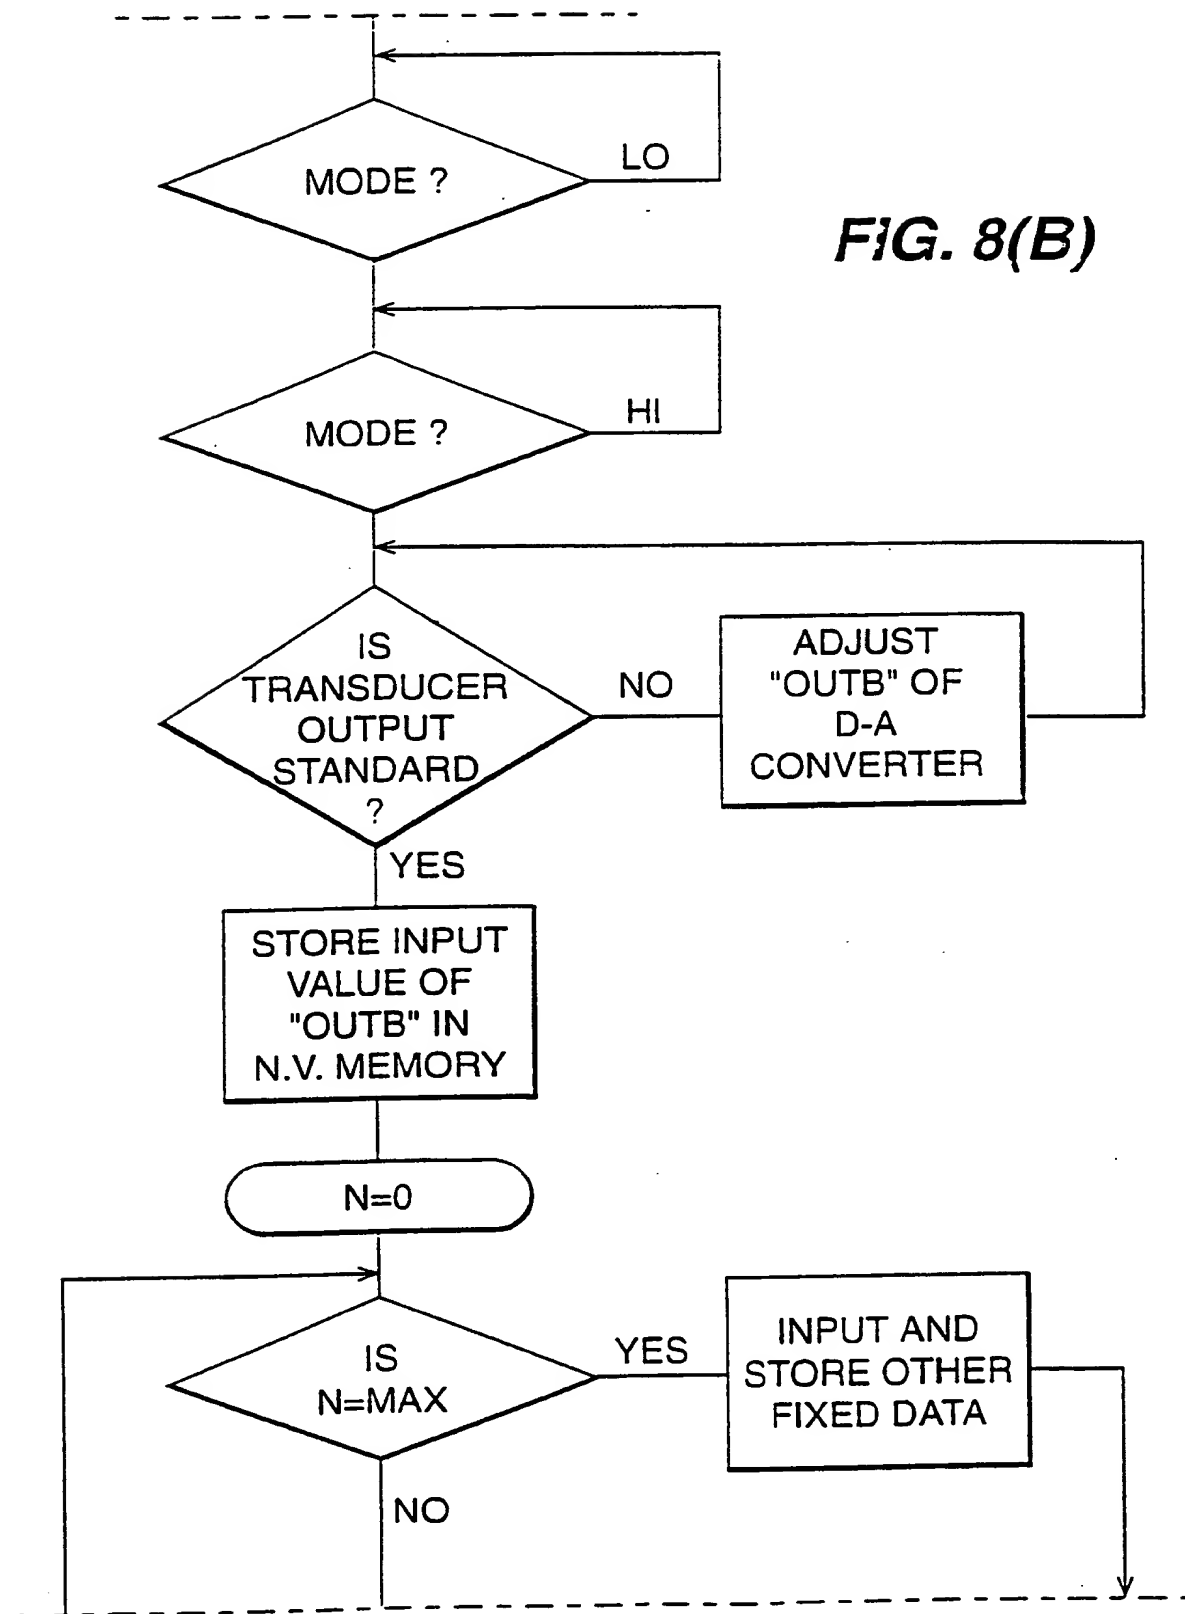 MODE ?
LO
FIG. 8(B)
MODE ?
HI
IS
TRANSDUCER
OUTPUT
STANDARD
?
NO
ADJUST
"OUTB" OF
D-A
CONVERTER
YES
STORE INPUT
VALUE OF
"OUTB" IN
N.V. MEMORY
N=0
IS
N=MAX
YES
INPUT AND
STORE OTHER
FIXED DATA
NO